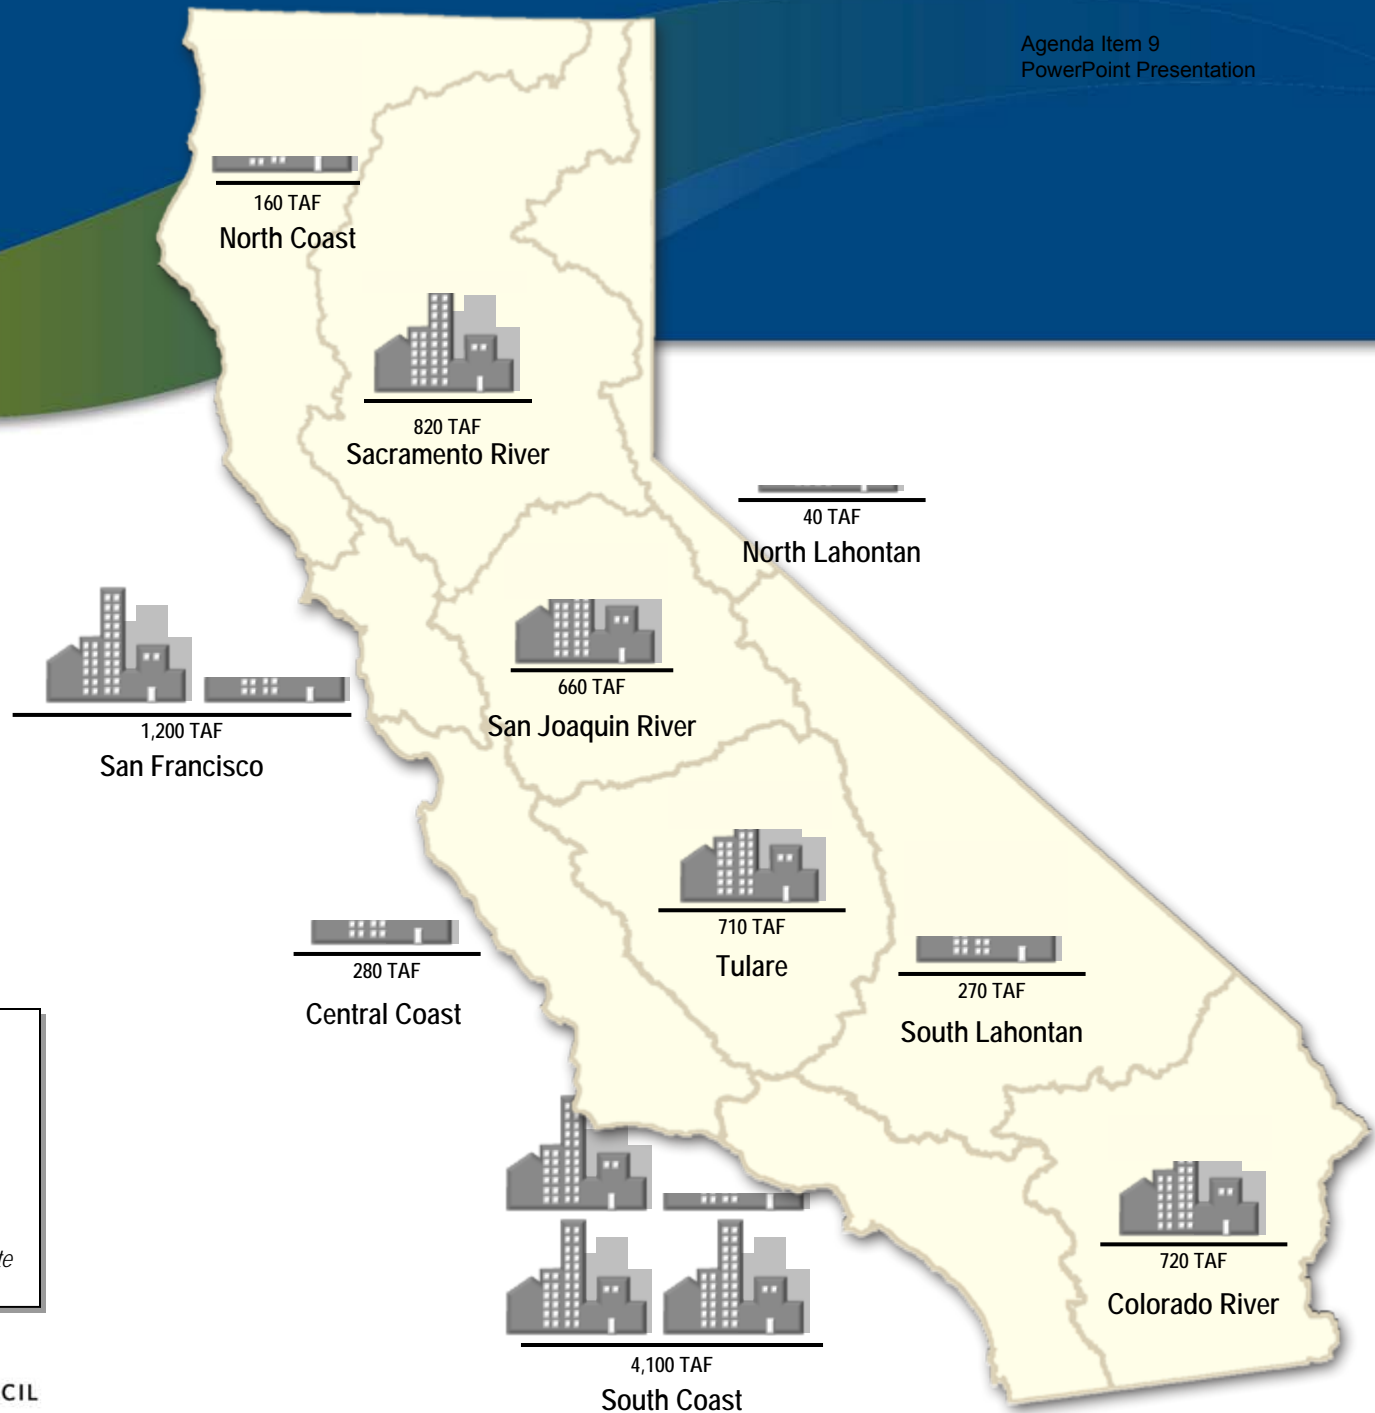 Agenda Item 9
PowerPoint Presentation
160 TAF
North Coast
820 TAF
Sacramento River
40 TAF
North Lahontan
660 TAF
San Joaquin River
1,200 TAF
San Francisco
710 TAF
Tulare
280 TAF
Central Coast
270 TAF
South Lahontan
720 TAF
Colorado River
4,100 TAF
South Coast